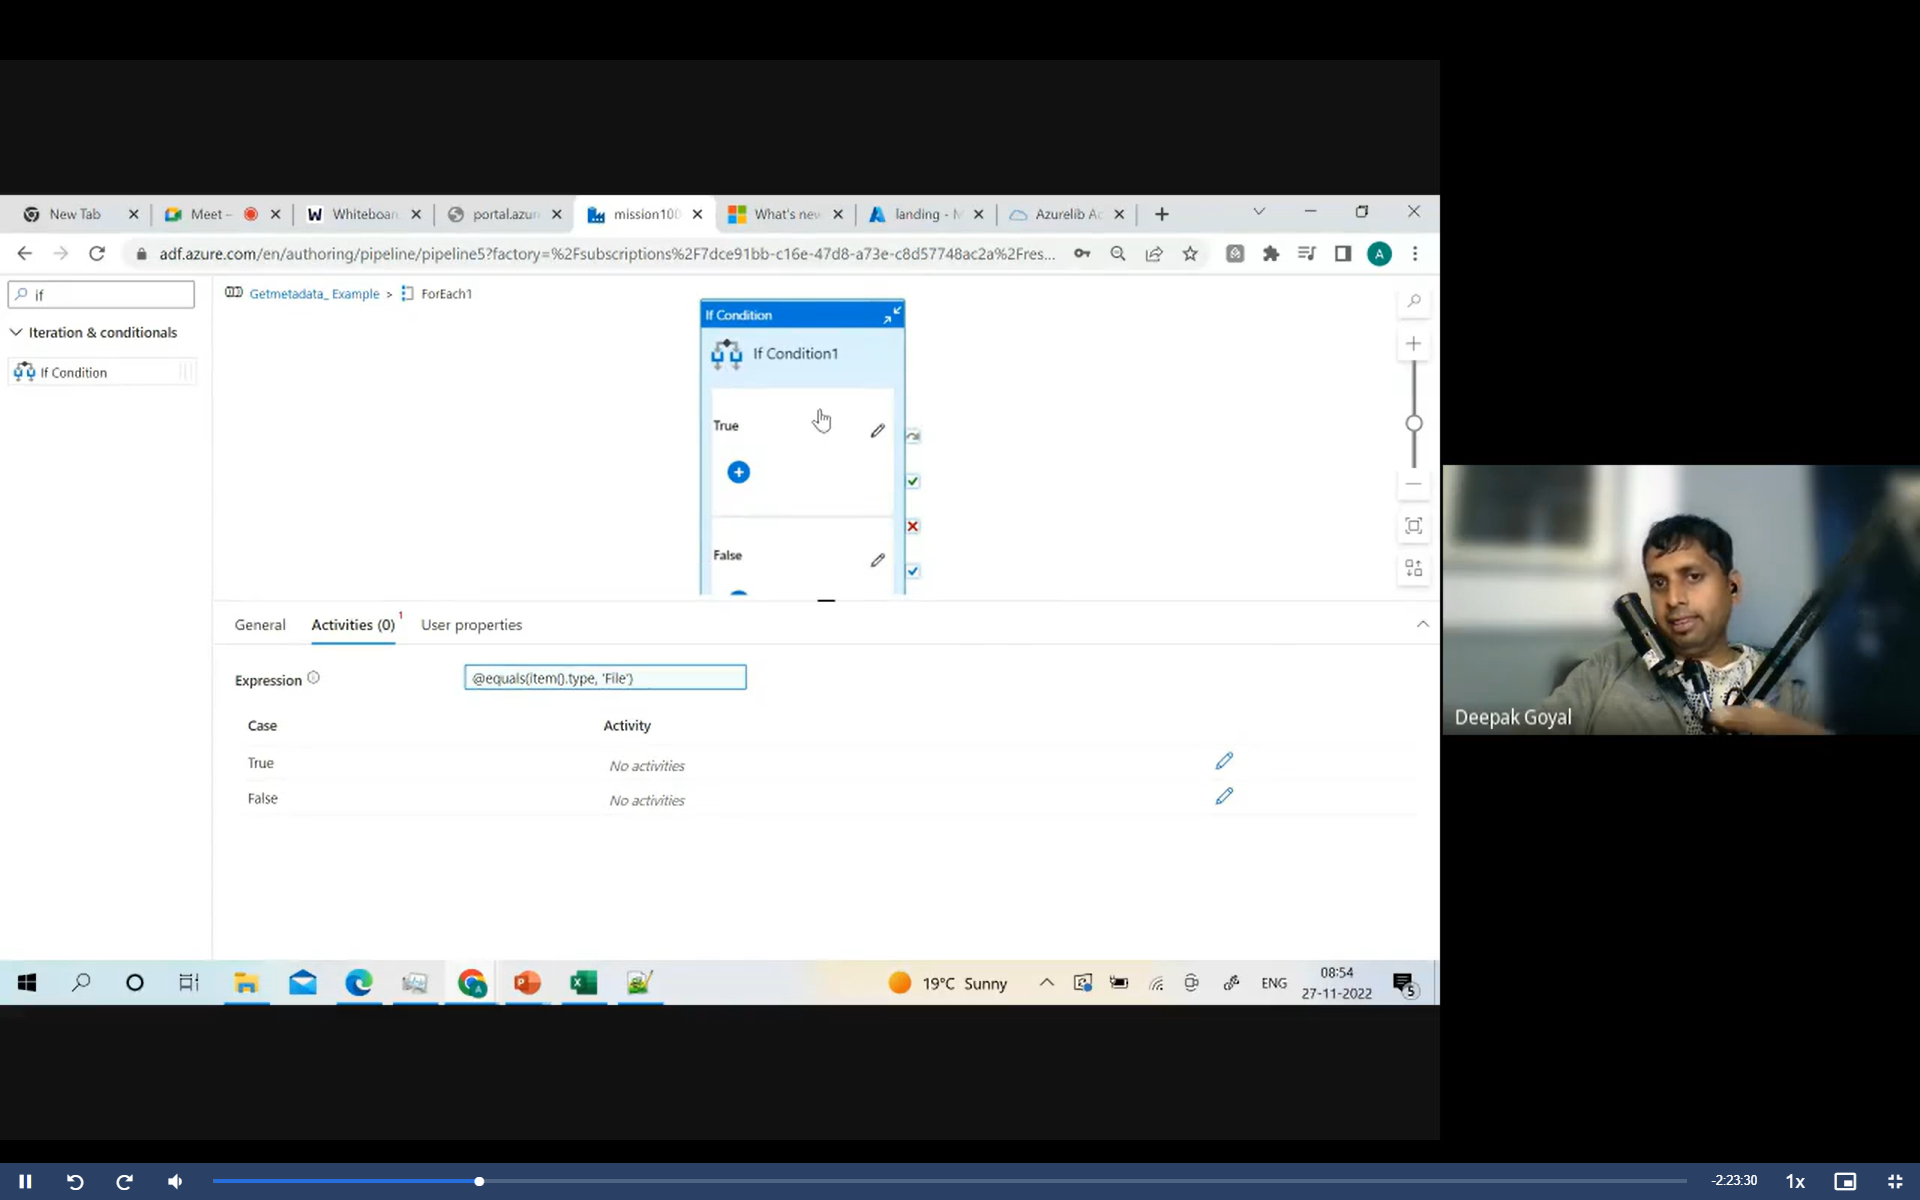 New Tab
Meet -
Whiteboar
portal.azur
mission100
What's new
landing - M
Azurelib Ac
adf.azure.com/en/authoring/pipeline/pipeline5?factory=%2Fsubscriptions%2F7dce91bb-c16e-47d8-a73e-c8d57748ac2a%2Fres...
A
if
Getmetadata_ Example > ForEach1
Iteration & conditionals
If Condition
If Condition
If Condition1
True
False
General
Activities (0) 1
User properties
Expression
@equals(item().type, 'File')
Case
Activity
True
No activities
False
No activities
Deepak Goyal
19°C Sunny
ENG
08:54
27-11-2022
5
-2:23:30
1x